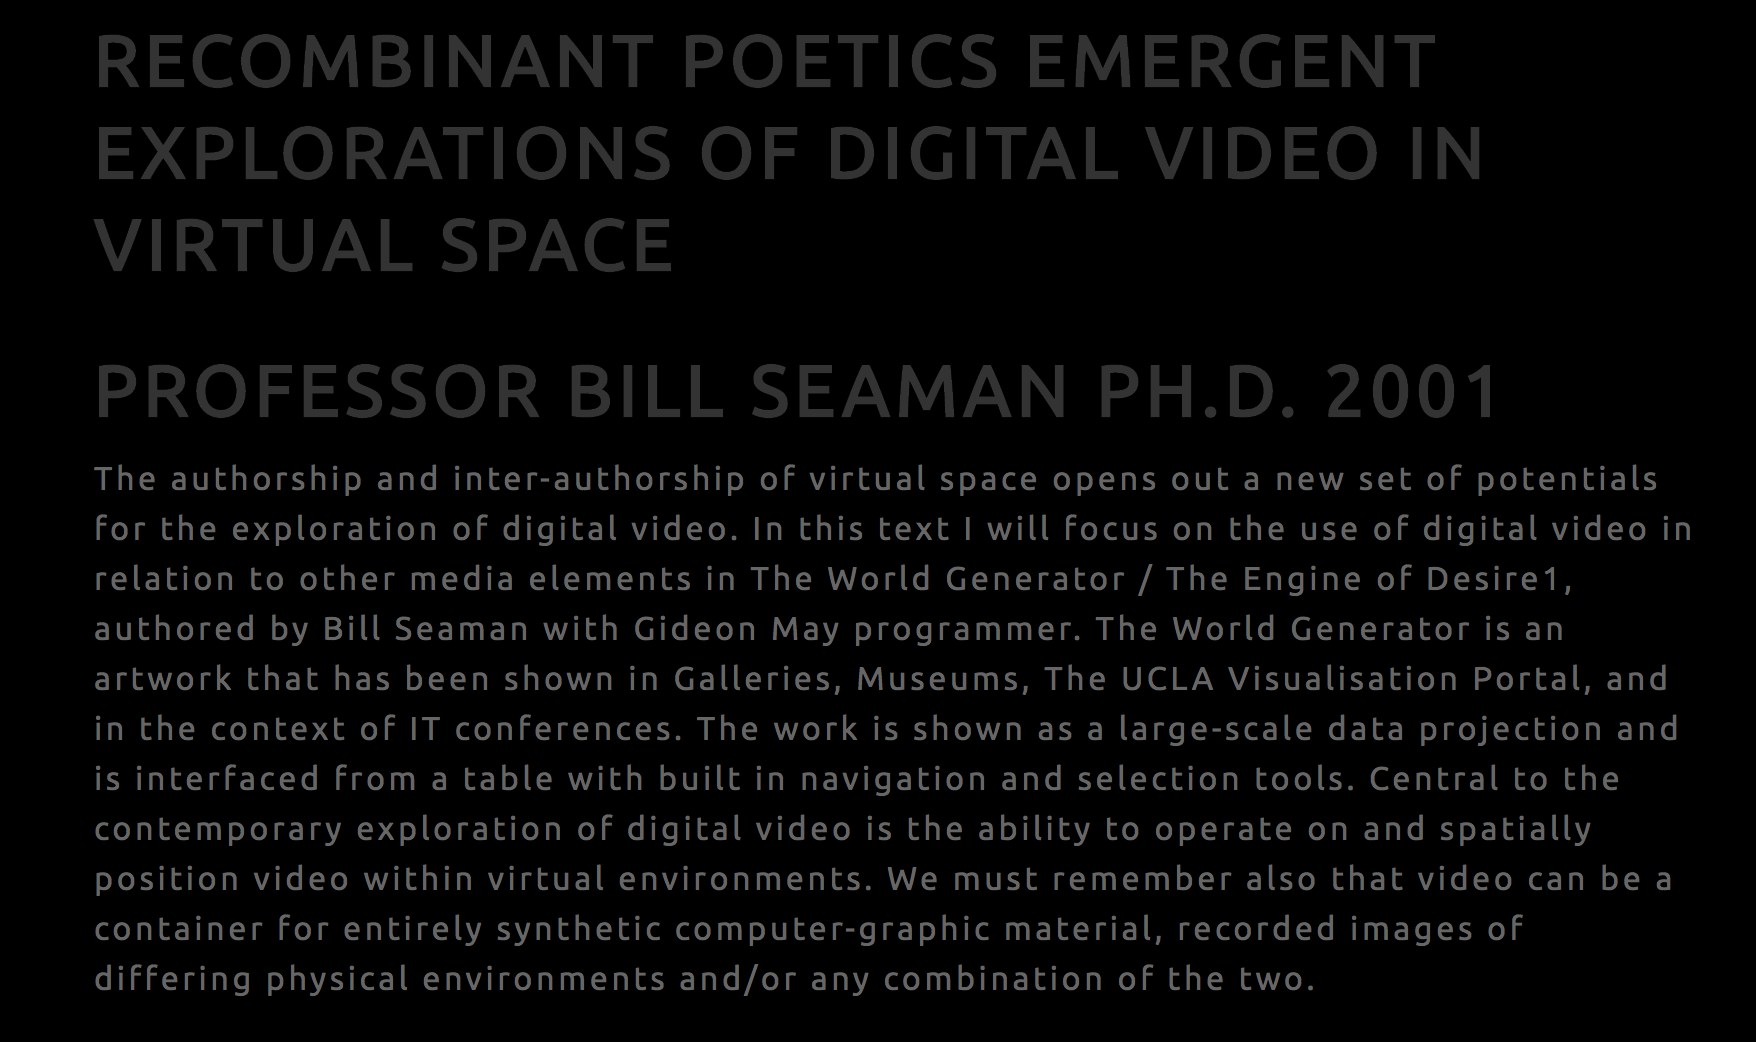 RECOMBINANT POETICS EMERGENT
EXPLORATIONS OF DIGITAL VIDEO IN
VIRTUAL SPACE
PROFESSOR BILL SEAMAN PH.D. 2001
The authorship and inter-authorship of virtual space opens out a new set of potentials
for the exploration of digital video. In this text I will focus on the use of digital video in
relation to other media elements in The World Generator / The Engine of Desire1,
authored by Bill Seaman with Gideon May programmer. The World Generator is an
artwork that has been shown in Galleries, Museums, The UCLA Visualisation Portal, and
in the context of IT conferences. The work is shown as a large-scale data projection and
is interfaced from a table with built in navigation and selection tools. Central to the
contemporary exploration of digital video is the ability to operate on and spatially
position video within virtual environments. We must remember also that video can be a
container for entirely synthetic computer-graphic material, recorded images of
differing physical environments and/or any combination of the two.